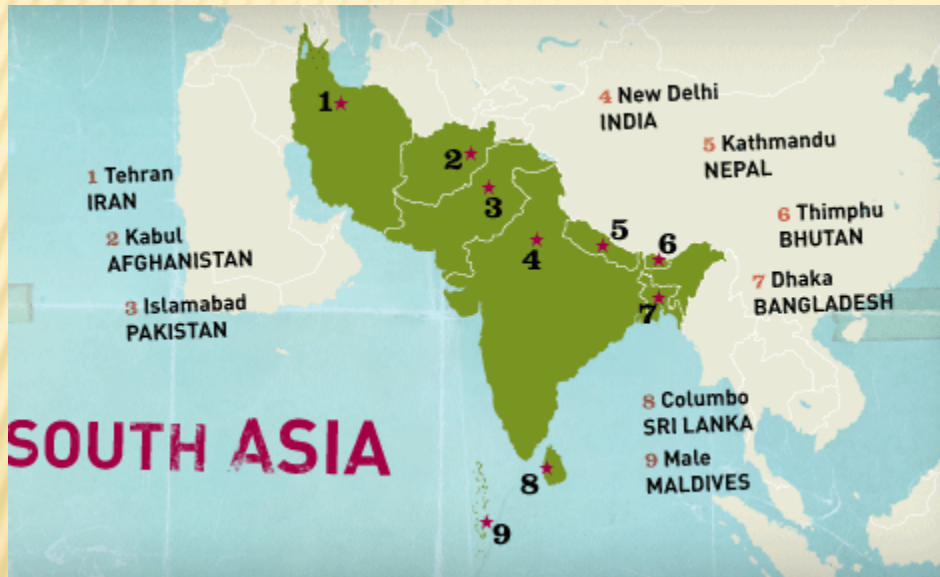 1
2
3
4
5
6
7
8
9
1 Tehran
IRAN
2 Kabul
AFGHANISTAN
3 Islamabad
PAKISTAN
4 New Delhi
INDIA
5 Kathmandu
NEPAL
6 Thimphu
BHUTAN
7 Dhaka
BANGLADESH
8 Columbo
SRI LANKA
9 Male
MALDIVES
SOUTH ASIA